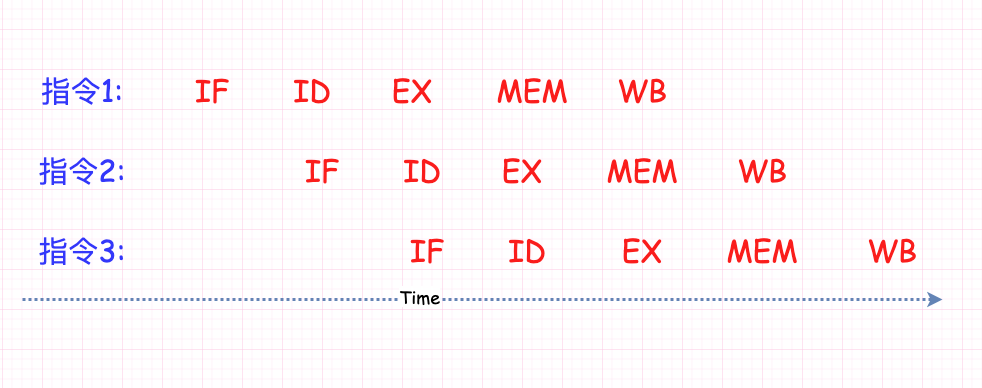 指令1: IF ID EX MEM WB
指令2: IF ID EX MEM WB
指令3: IF ID EX MEM WB
Time